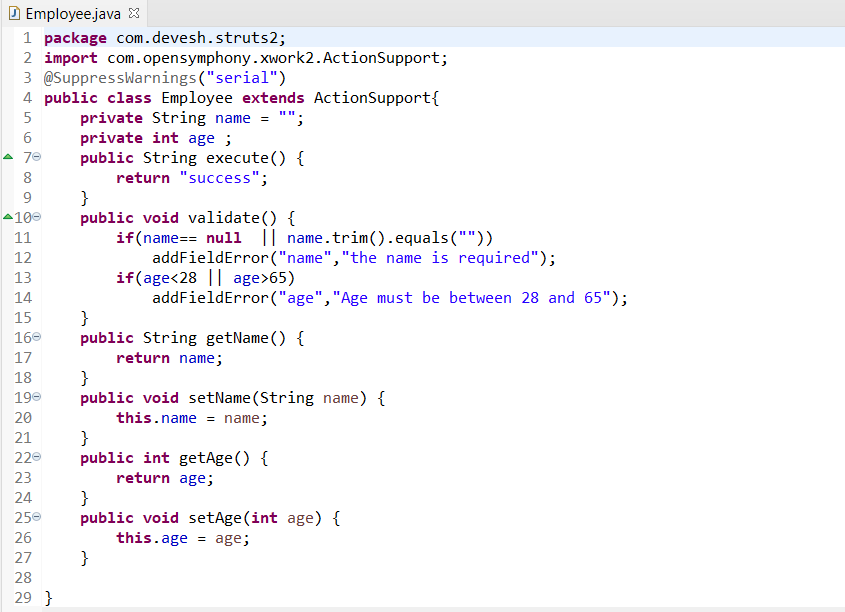 Employee.java
1 package com.devesh.struts2;
2 import com.opensymphony.xwork2.ActionSupport;
3 @SuppressWarnings("serial")
4 public class Employee extends ActionSupport{
5     private String name = "";
6     private int age ;
7     public String execute() {
8         return "success";
9     }
10     public void validate() {
11         if(name== null  || name.trim().equals(""))
12             addFieldError("name","the name is required");
13         if(age<28 || age>65)
14             addFieldError("age","Age must be between 28 and 65");
15     }
16     public String getName() {
17         return name;
18     }
19     public void setName(String name) {
20         this.name = name;
21     }
22     public int getAge() {
23         return age;
24     }
25     public void setAge(int age) {
26         this.age = age;
27     }
28
29 }